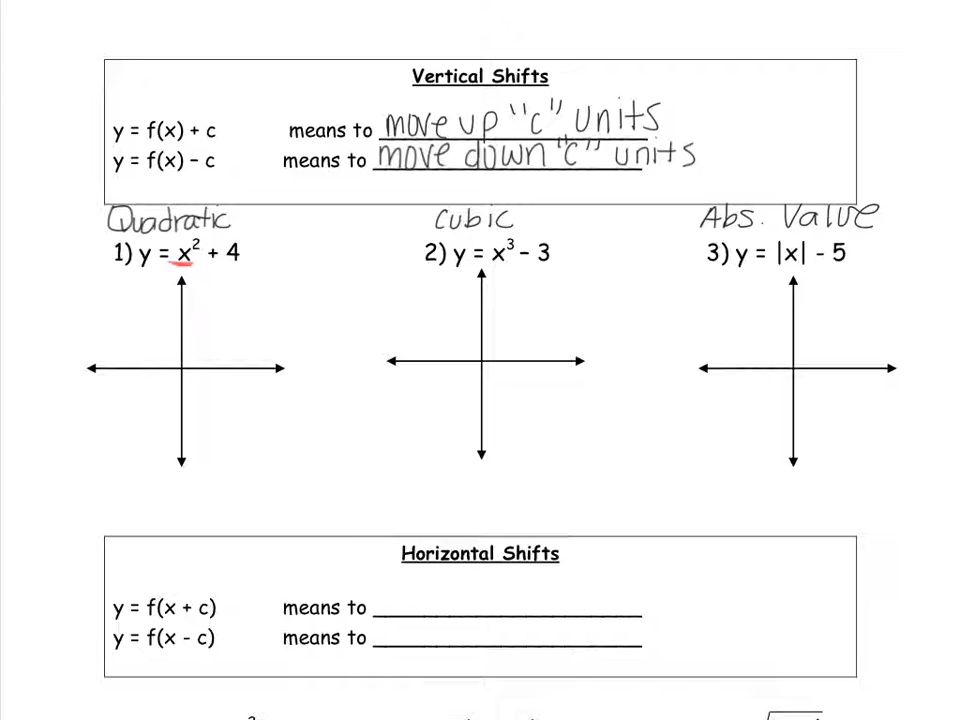 Vertical Shifts
y = f(x) + c means to move up "c" units
y = f(x) - c means to move down "c" units
Quadratic Cubic Abs. Value
1) y = x² + 4 2) y = x³ - 3 3) y = |x| - 5
Horizontal Shifts
y = f(x + c) means to
y = f(x - c) means to